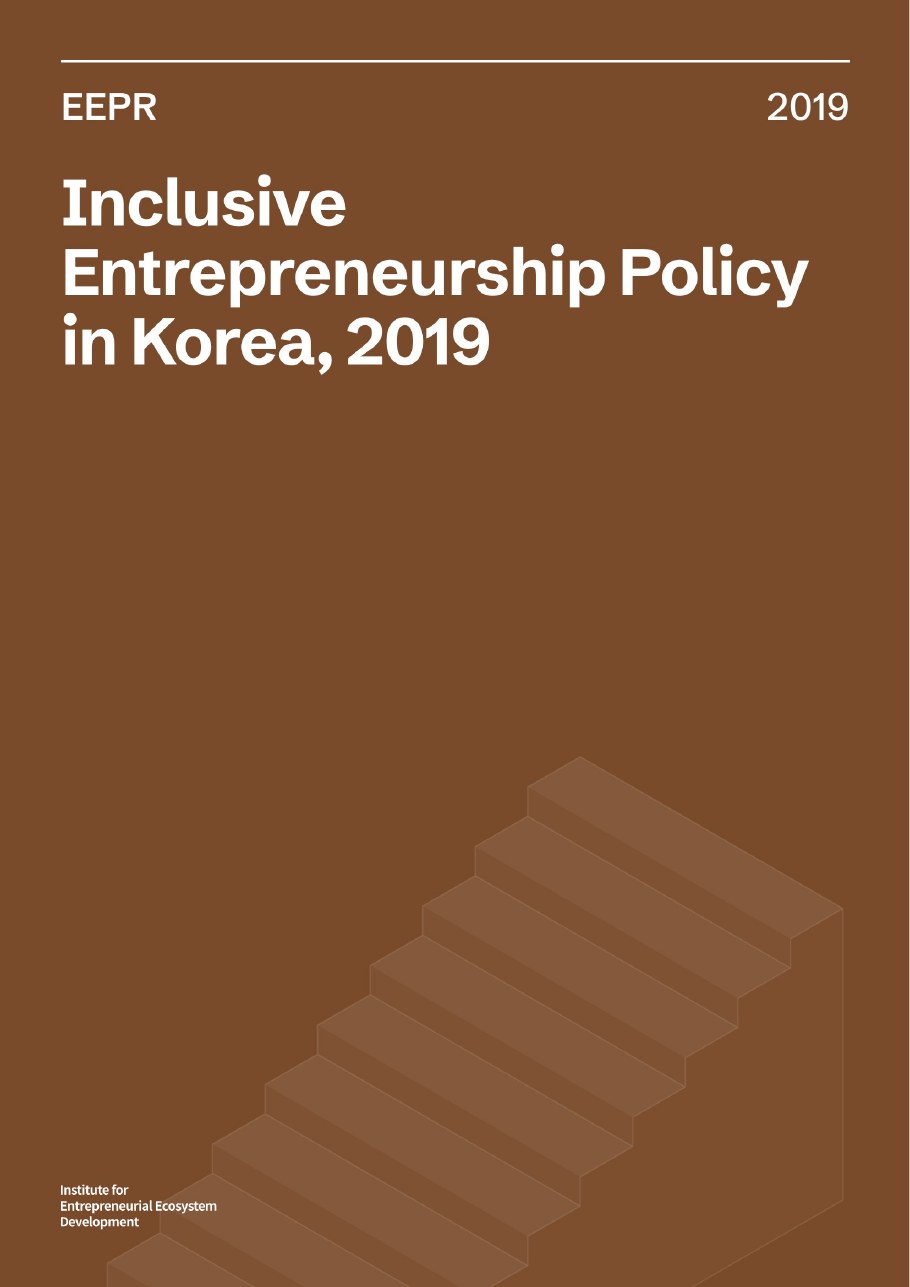 EEPR 2019
Inclusive
Entrepreneurship Policy
in Korea, 2019
Institute for
Entrepreneurial Ecosystem
Development